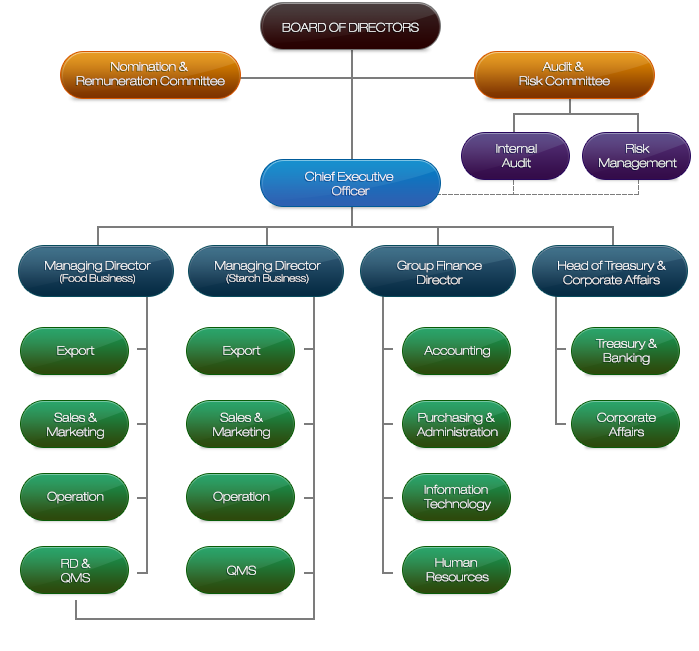 BOARD OF DIRECTORS
Nomination &
Remuneration Committee
Audit &
Risk Committee
Internal
Audit
Risk
Management
Chief Executive
Officer
Managing Director
(Food Business)
Managing Director
(Starch Business)
Group Finance
Director
Head of Treasury &
Corporate Affairs
Export
Export
Accounting
Treasury &
Banking
Sales &
Marketing
Sales &
Marketing
Purchasing &
Administration
Corporate
Affairs
Operation
Operation
Information
Technology
RD &
QMS
QMS
Human
Resources